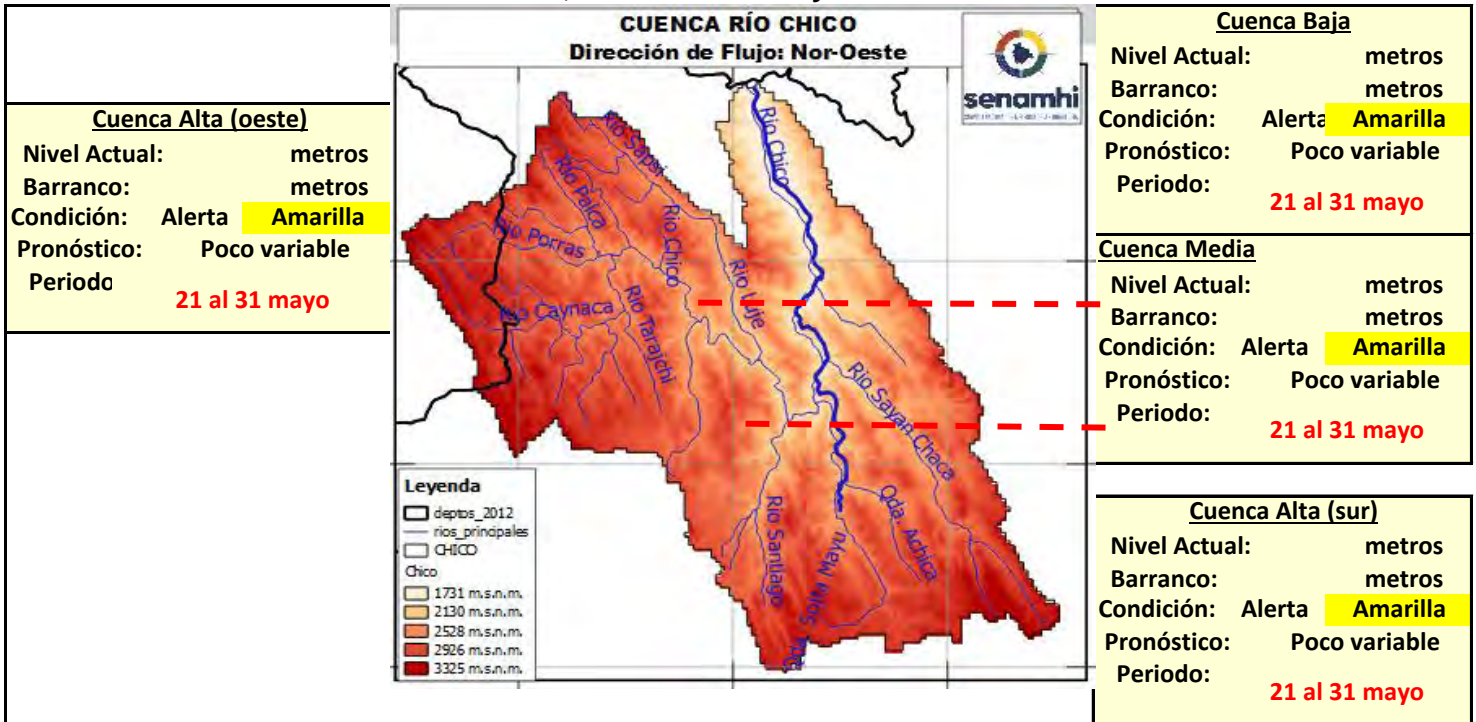 CUENCA RÍO CHICO
Dirección de Flujo: Nor-Oeste
senamhi
Cuenca Alta (oeste)
Nivel Actual: metros
Barranco: metros
Condición: Alerta Amarilla
Pronóstico: Poco variable
Periodo
21 al 31 mayo
Río Sapsi
Río Palca
Río Porras
Río Chico
Río Caynaca
Río Tarajchi
Río Luje
Río Chico
Río Sayan Chaca
Qda. Achica
Río Santiago
Solta Mayu
Leyenda
deptos_2012
rios_principales
CHICO
Chico
1731 m.s.n.m.
2130 m.s.n.m.
2528 m.s.n.m.
2926 m.s.n.m.
3325 m.s.n.m.
Cuenca Baja
Nivel Actual: metros
Barranco: metros
Condición: Alerta Amarilla
Pronóstico: Poco variable
Periodo:
21 al 31 mayo
Cuenca Media
Nivel Actual: metros
Barranco: metros
Condición: Alerta Amarilla
Pronóstico: Poco variable
Periodo:
21 al 31 mayo
Cuenca Alta (sur)
Nivel Actual: metros
Barranco: metros
Condición: Alerta Amarilla
Pronóstico: Poco variable
Periodo:
21 al 31 mayo